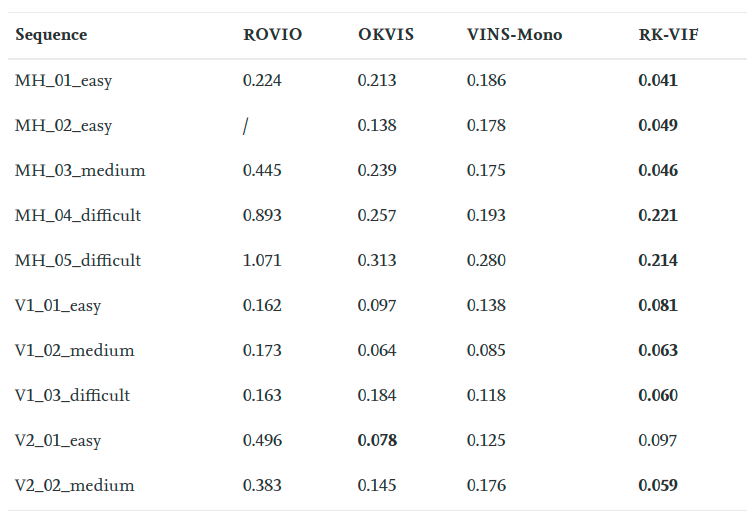 Sequence ROVIO OKVIS VINS-Mono RK-VIF
MH_01_easy 0.224 0.213 0.186 0.041
MH_02_easy / 0.138 0.178 0.049
MH_03_medium 0.445 0.239 0.175 0.046
MH_04_difficult 0.893 0.257 0.193 0.221
MH_05_difficult 1.071 0.313 0.280 0.214
V1_01_easy 0.162 0.097 0.138 0.081
V1_02_medium 0.173 0.064 0.085 0.063
V1_03_difficult 0.163 0.184 0.118 0.060
V2_01_easy 0.496 0.078 0.125 0.097
V2_02_medium 0.383 0.145 0.176 0.059